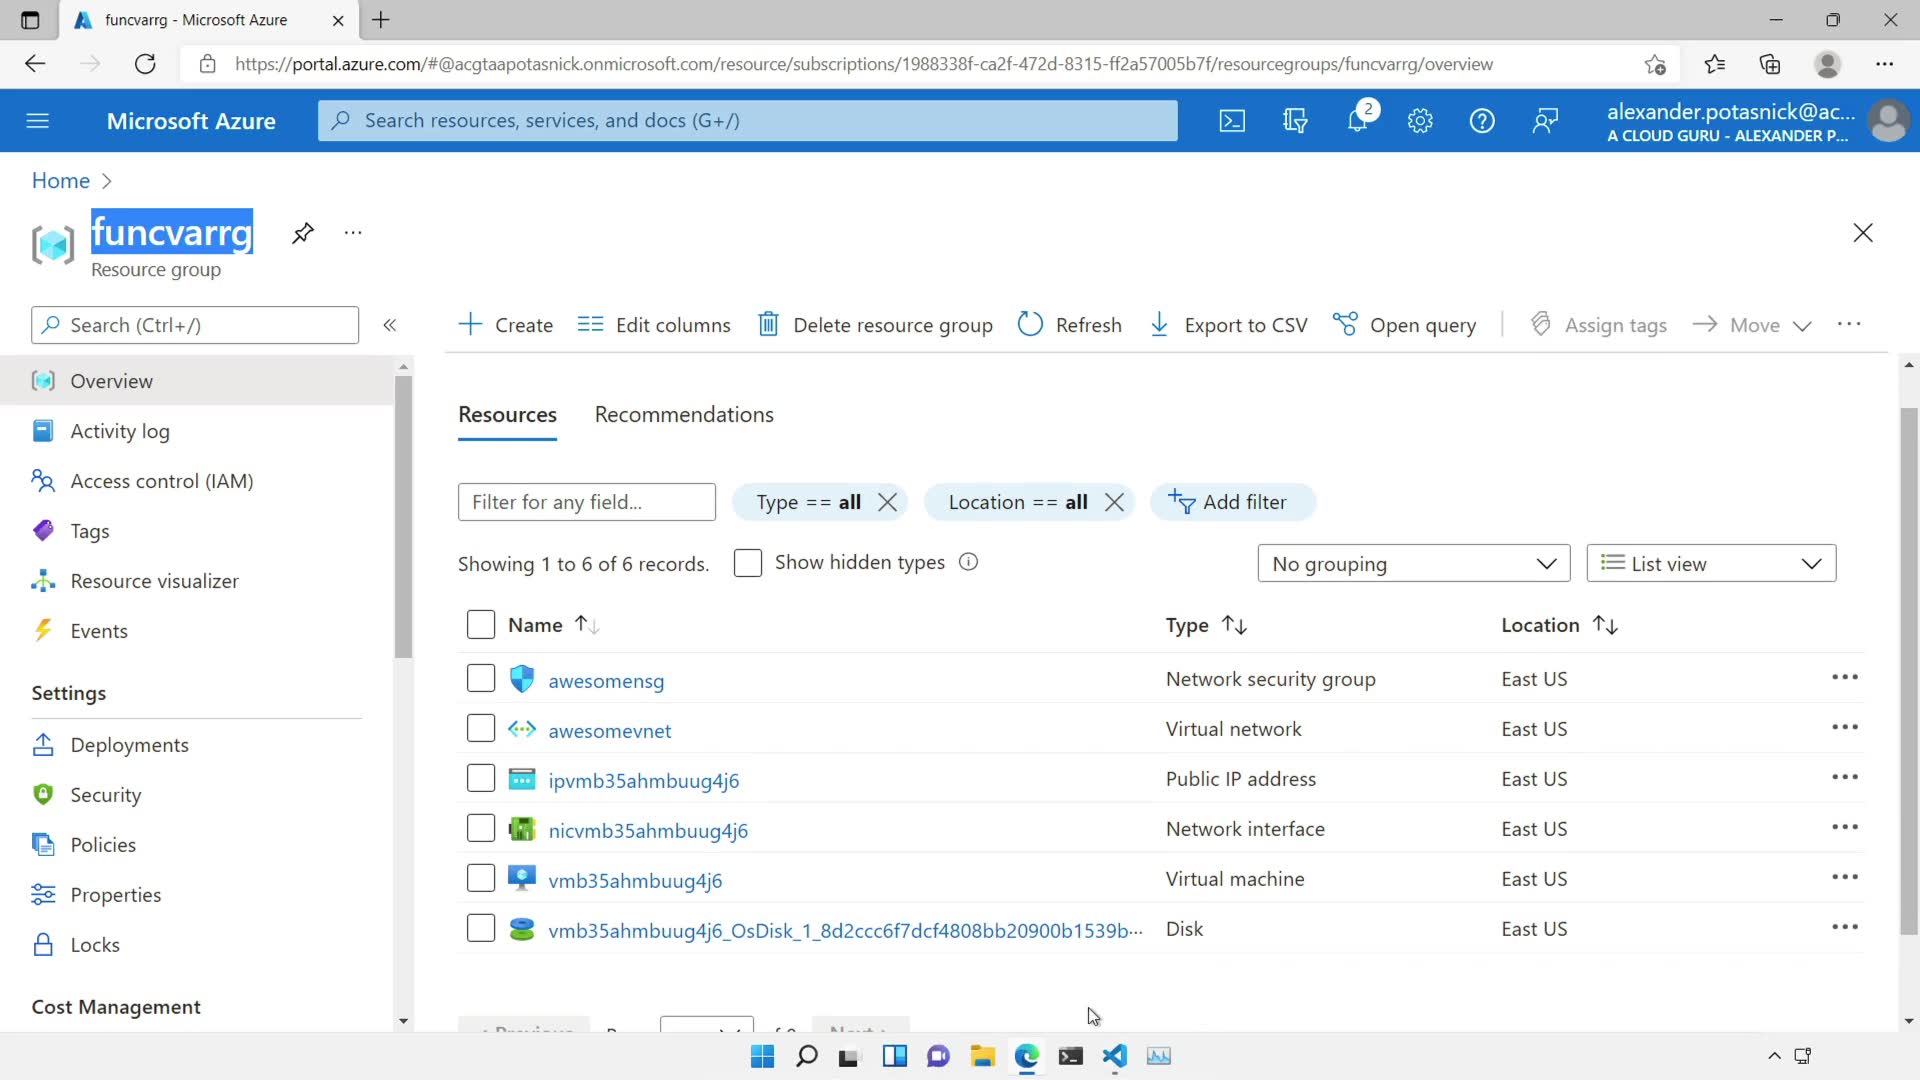 funcvarrg - Microsoft Azure
https://portal.azure.com/#@acgtaapotasnick.onmicrosoft.com/resource/subscriptions/1988338f-ca2f-472d-8315-ff2a57005b7f/resourcegroups/funcvarrg/overview
Microsoft Azure
Search resources, services, and docs (G+/)
2
alexander.potasnick@ac...
A CLOUD GURU - ALEXANDER P...
Home
funcvarrg
Resource group
Search (Ctrl+/)
Create
Edit columns
Delete resource group
Refresh
Export to CSV
Open query
Assign tags
Move
Overview
Activity log
Access control (IAM)
Tags
Resource visualizer
Events
Settings
Deployments
Security
Policies
Properties
Locks
Cost Management
Resources
Recommendations
Filter for any field...
Type == all
Location == all
Add filter
Showing 1 to 6 of 6 records.
Show hidden types
No grouping
List view
Name
Type
Location
awesomensg
Network security group
East US
awesomevnet
Virtual network
East US
ipvmb35ahmbuug4j6
Public IP address
East US
nicvmb35ahmbuug4j6
Network interface
East US
vmb35ahmbuug4j6
Virtual machine
East US
vmb35ahmbuug4j6_OsDisk_1_8d2ccc6f7dcf4808bb20900b1539b...
Disk
East US